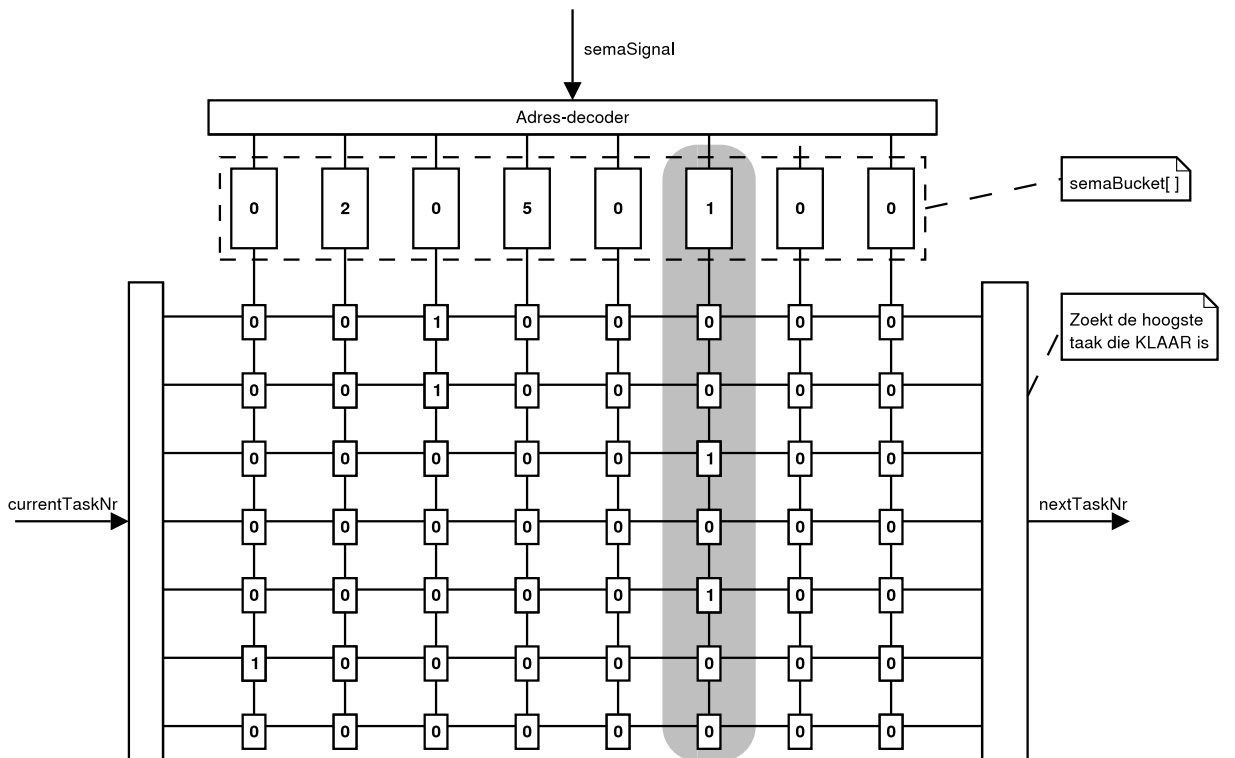 semaSignal
Adres-decoder
0 2 0 5 0 1 0 0
semaBucket[ ]
0 0 1 0 0 0 0 0
Zoekt de hoogste
taak die KLAAR is
0 0 1 0 0 0 0 0
0 0 0 0 0 1 0 0
currentTaskNr
nextTaskNr
0 0 0 0 0 0 0 0
0 0 0 0 0 1 0 0
1 0 0 0 0 0 0 0
0 0 0 0 0 0 0 0